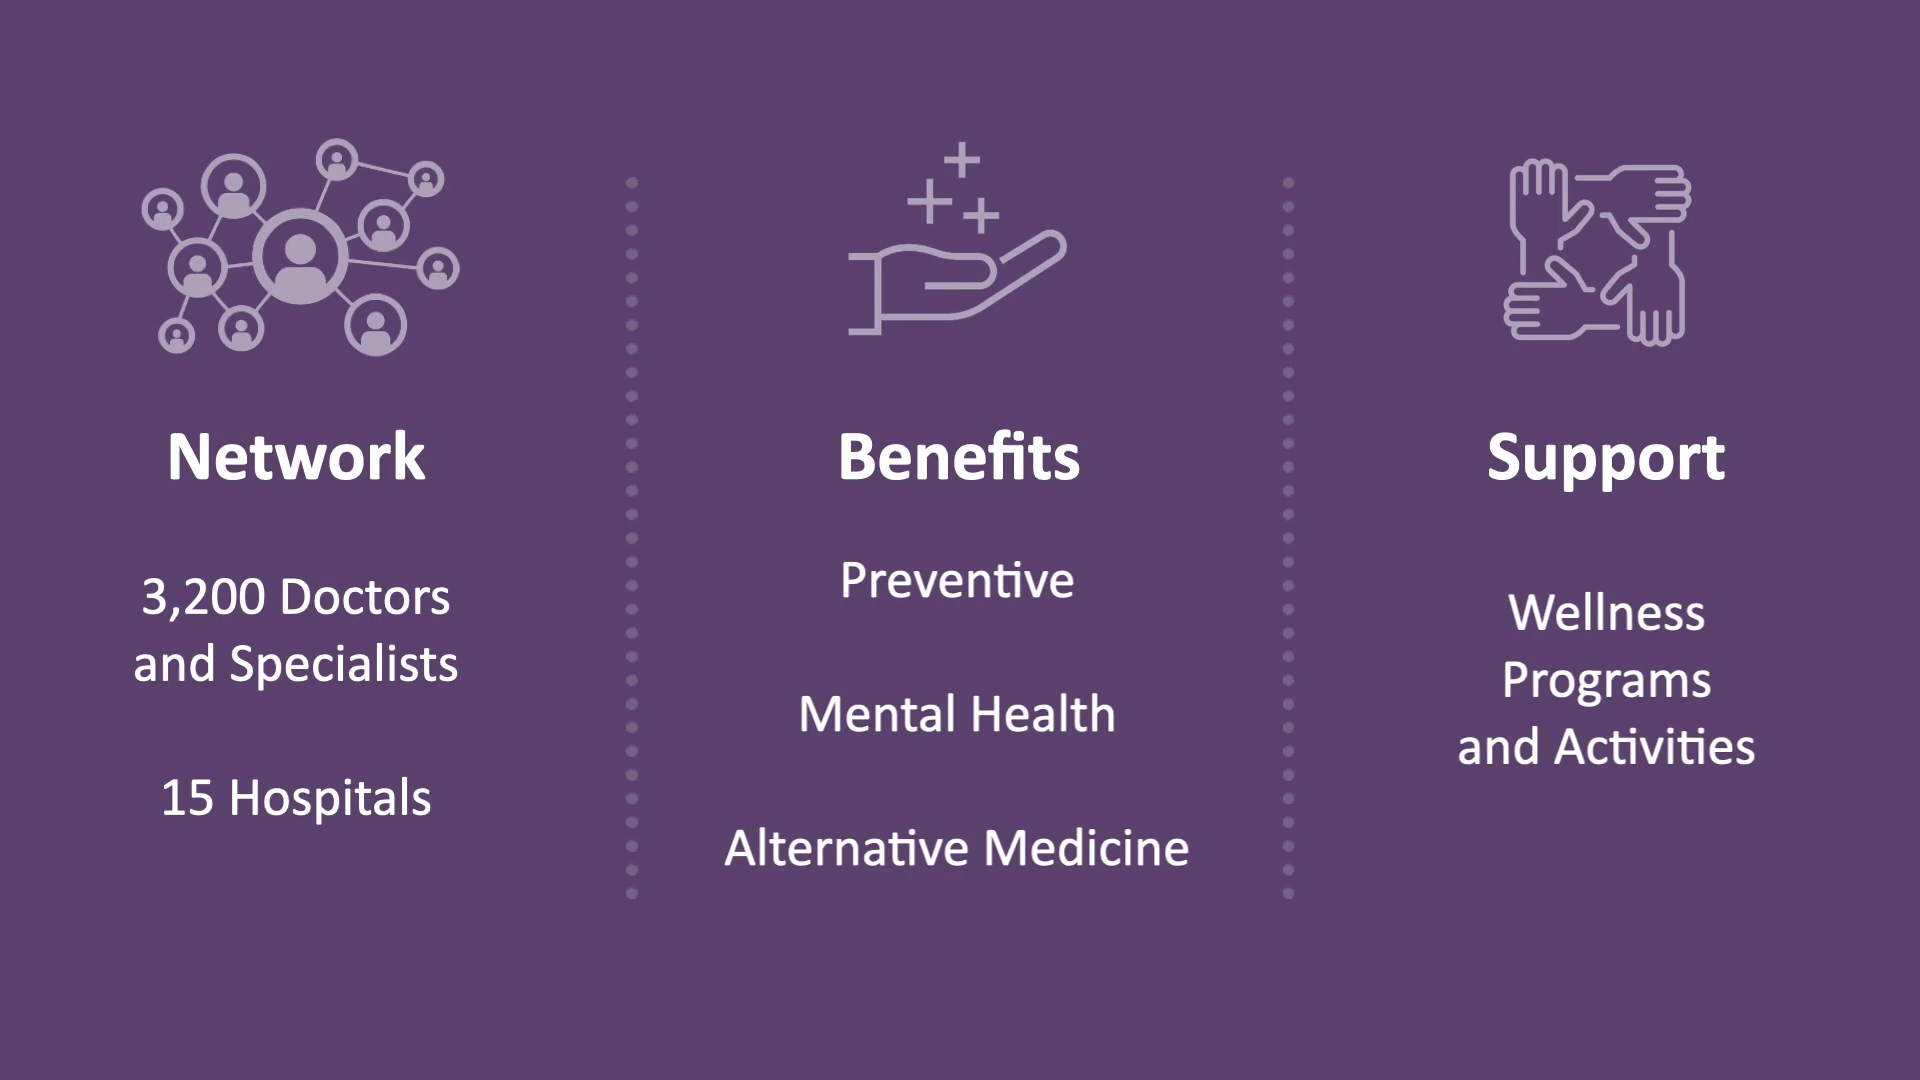 Network
3,200 Doctors
and Specialists
15 Hospitals
Benefits
Preventive
Mental Health
Alternative Medicine
Support
Wellness
Programs
and Activities